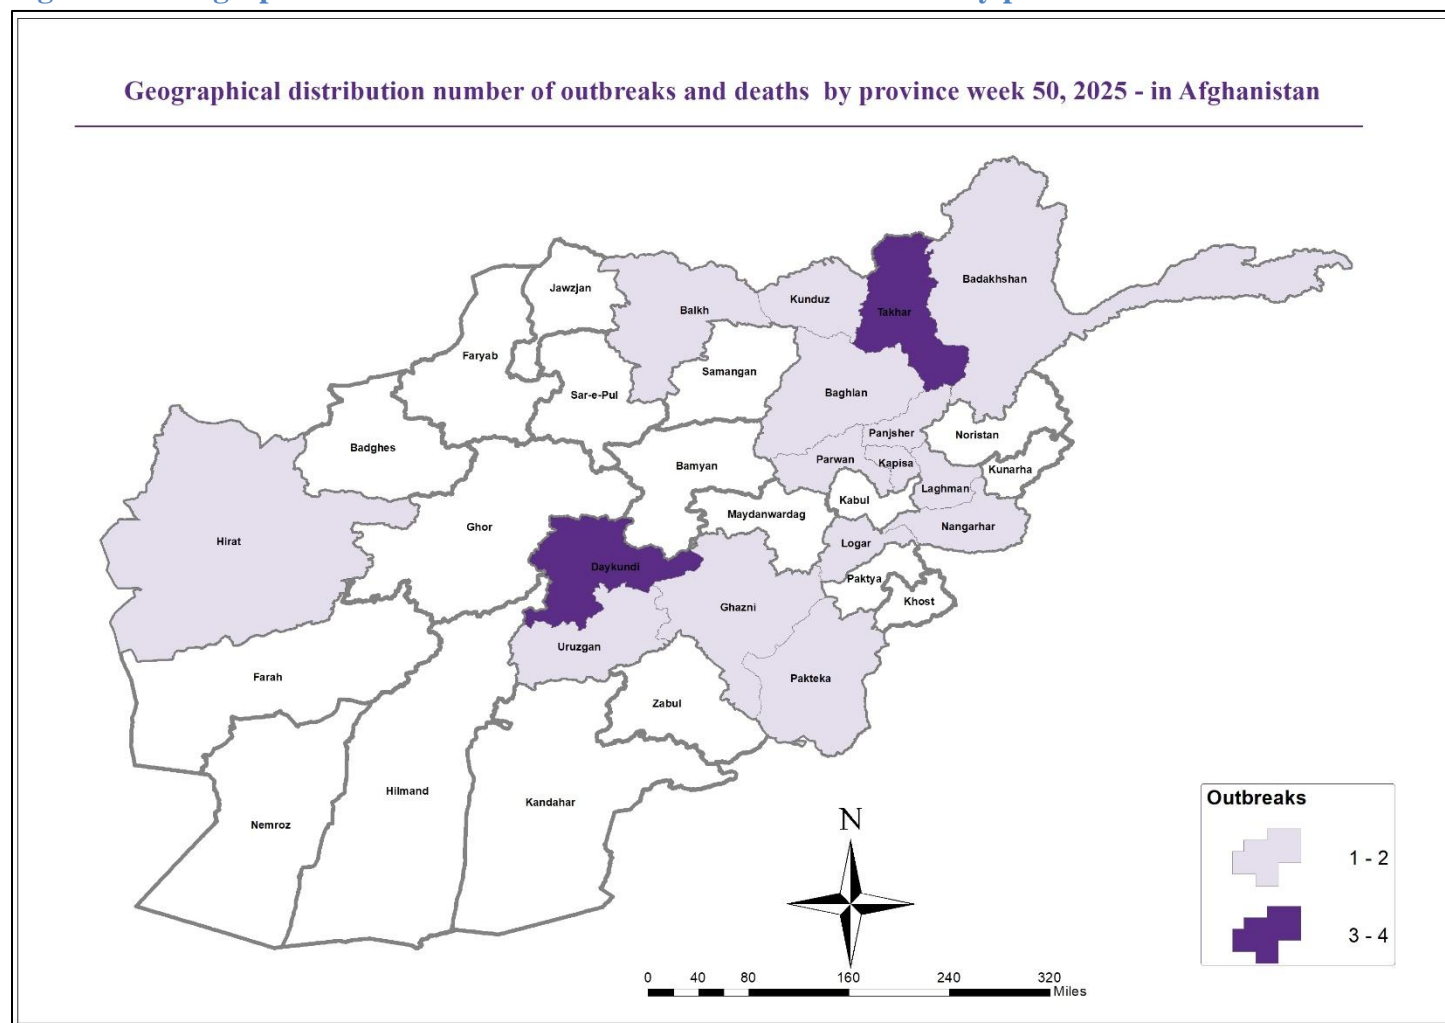 Geographical distribution number of outbreaks and deaths by province week 50, 2025 - in Afghanistan
Badakhshan
Jawzjan
Kunduz
Balkh
Takhar
Faryab
Samangan
Sar-e-Pul
Baghlan
Panjsher
Noristan
Badghes
Parwan
Kapisa
Bamyan
Kunarha
Laghman
Kabul
Maydanwardag
Ghor
Nangarhar
Hirat
Logar
Daykundi
Paktya
Khost
Ghazni
Uruzgan
Farah
Pakteka
Zabul
Hilmand
Kandahar
Nemroz
Outbreaks
1 - 2
3 - 4
N
0 40 80 160 240 320
Miles